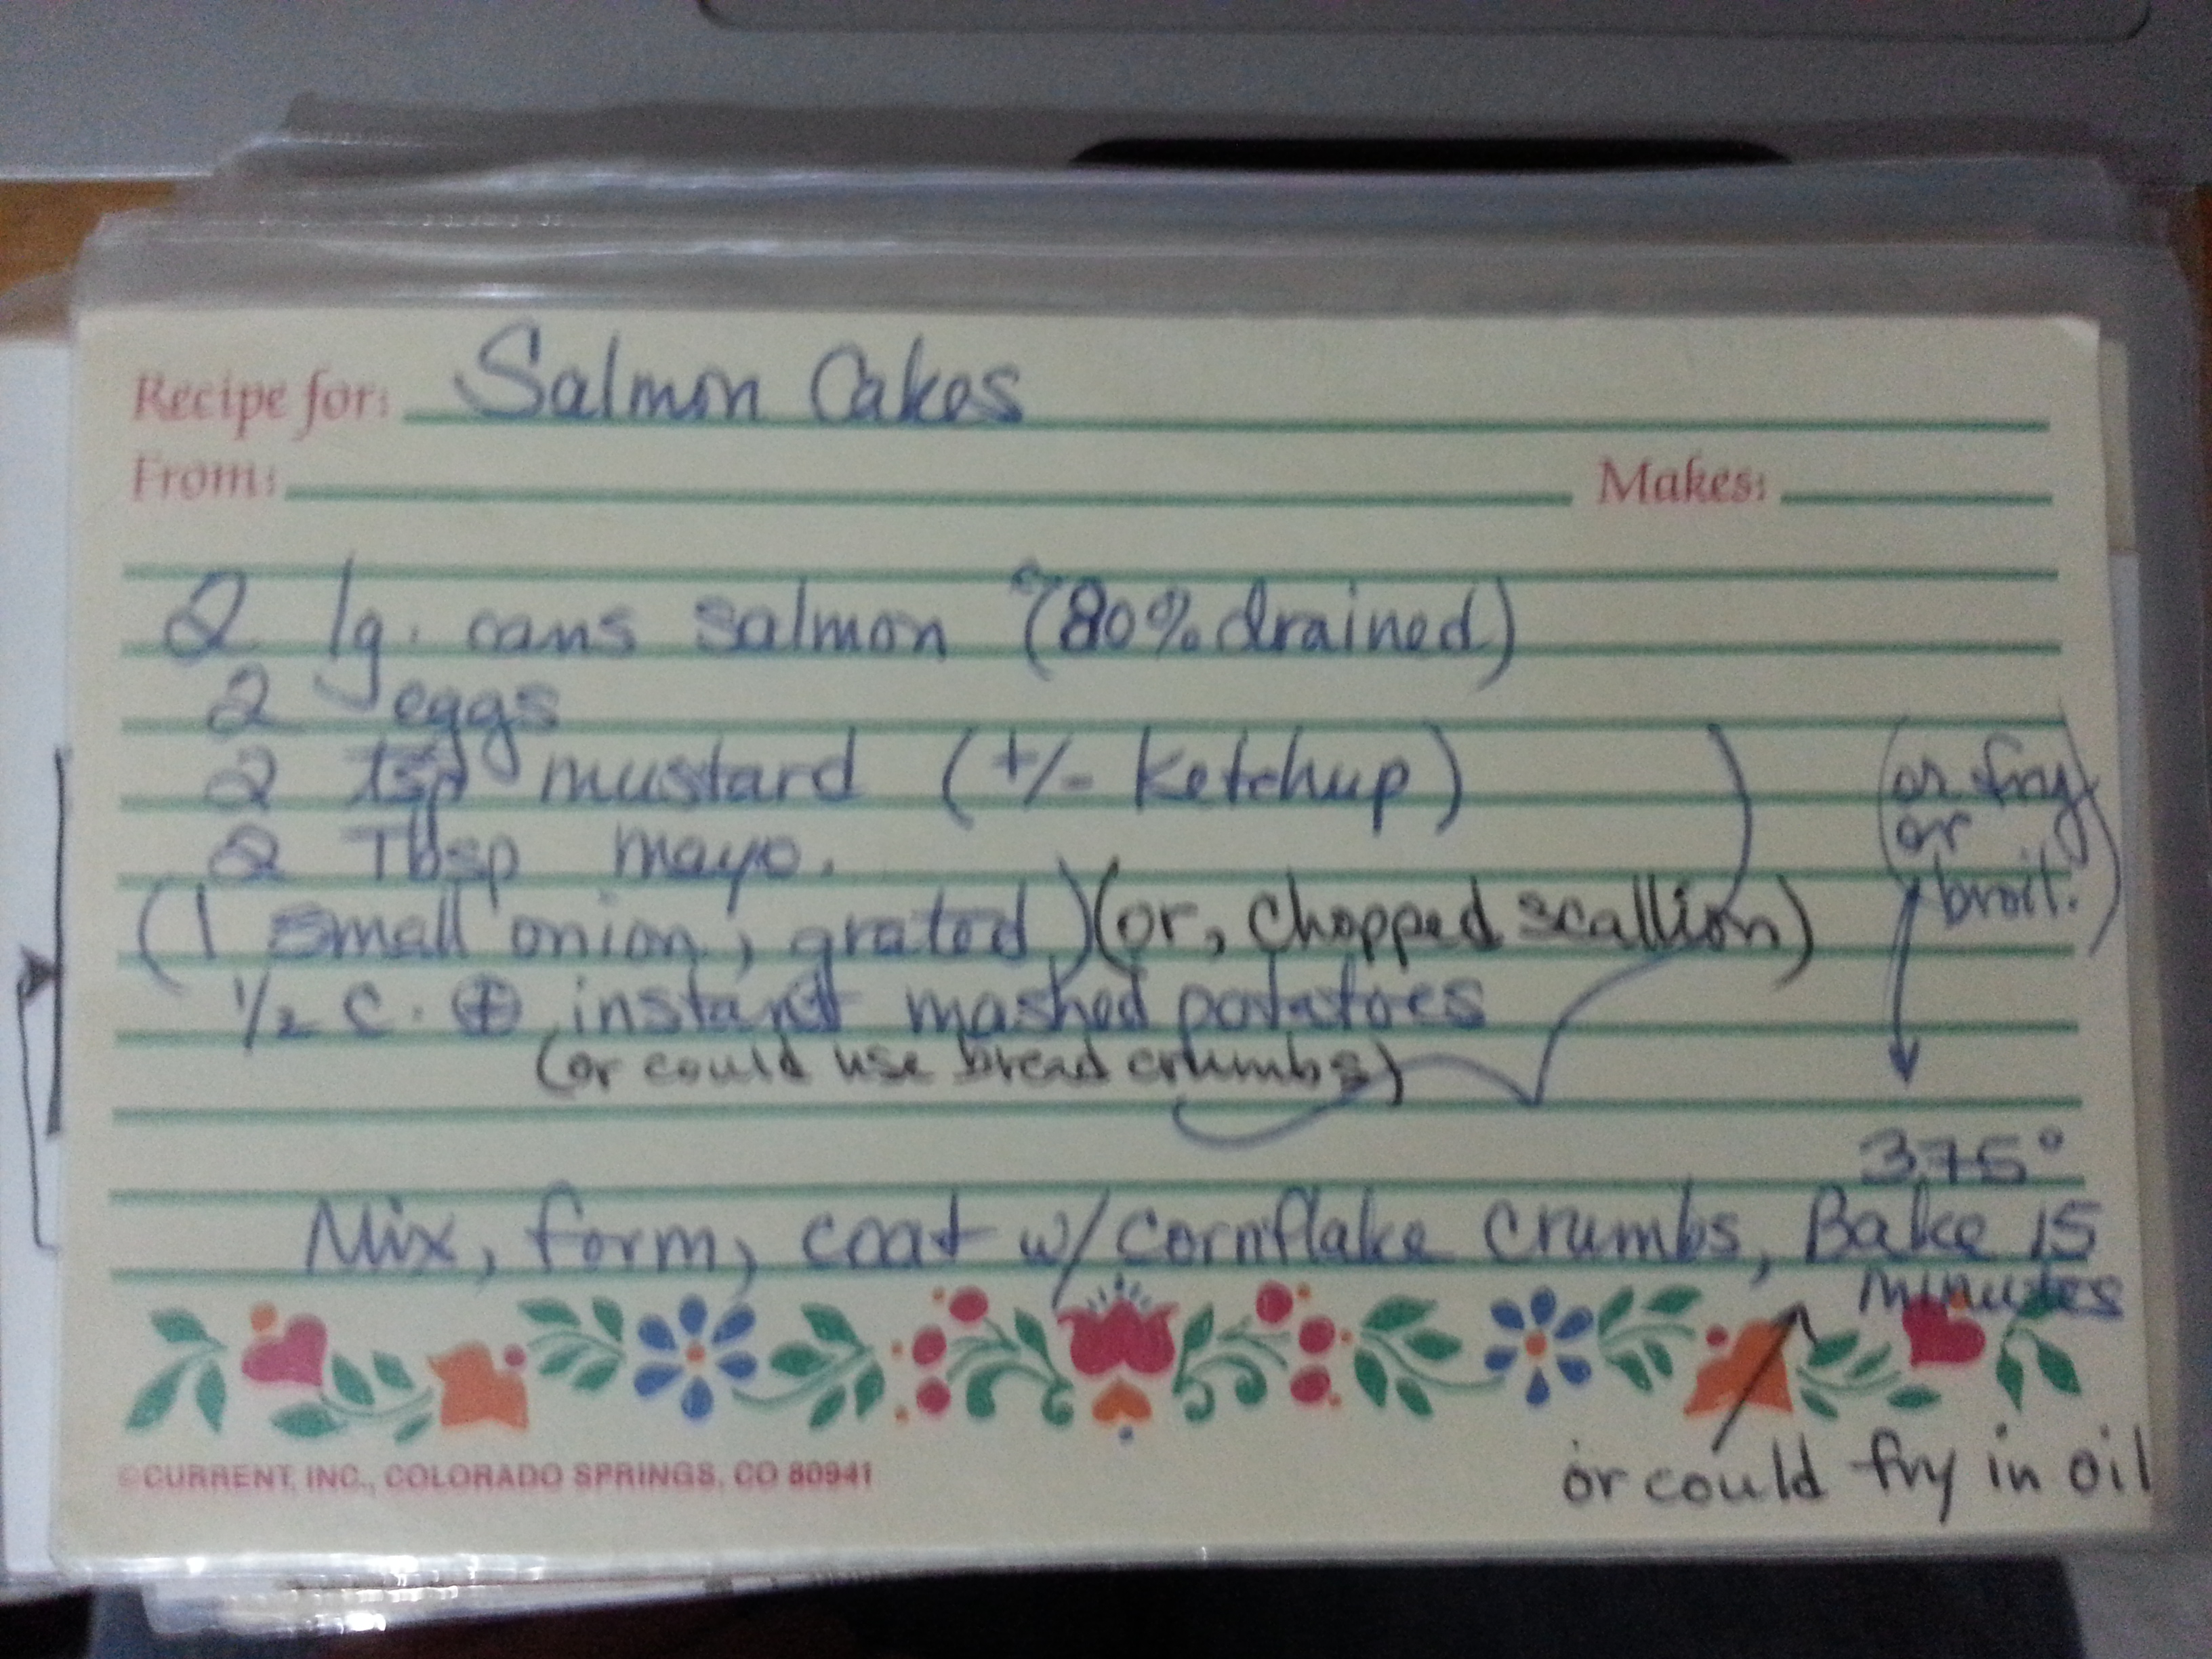 Recipe for: Salmon Cakes
From: Makes:
2 lg. cans salmon ~(80% drained)
2 eggs
2 tsp mustard (+/- ketchup)
2 Tbsp mayo.
(1 small onion, grated) (or, chopped scallion)
1/2 c. ⊕ instant mashed potatoes
(or could use bread crumbs)
(or fry
or
broil.)
375°
Mix, form, coat w/ cornflake crumbs, Bake 15
minutes
or could fry in oil
©CURRENT, INC., COLORADO SPRINGS, CO 80941